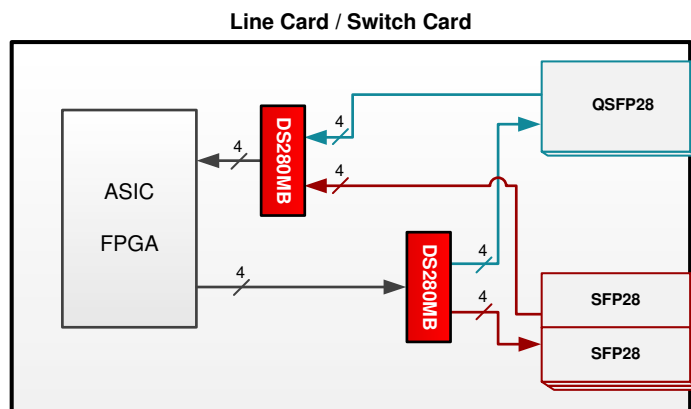 Line Card / Switch Card
QSFP28
4
DS280MB
4
4
ASIC
FPGA
DS280MB
4
4
4
SFP28
SFP28